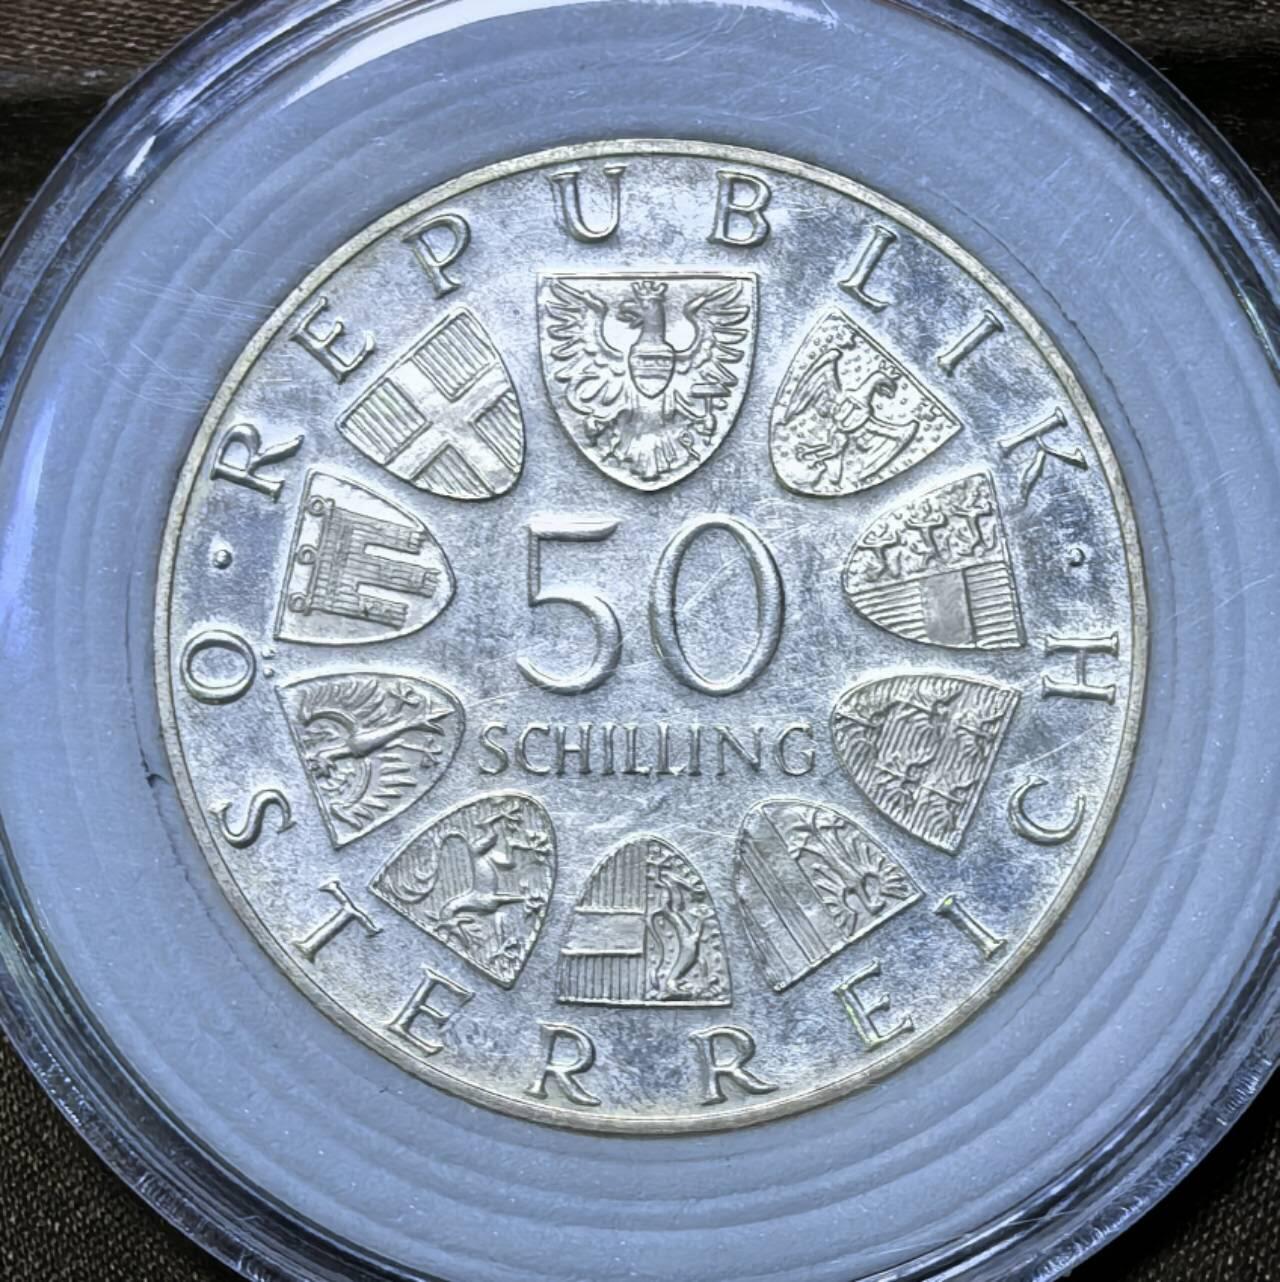 REPUBLIK · ÖSTERREICH ·
50
SCHILLING